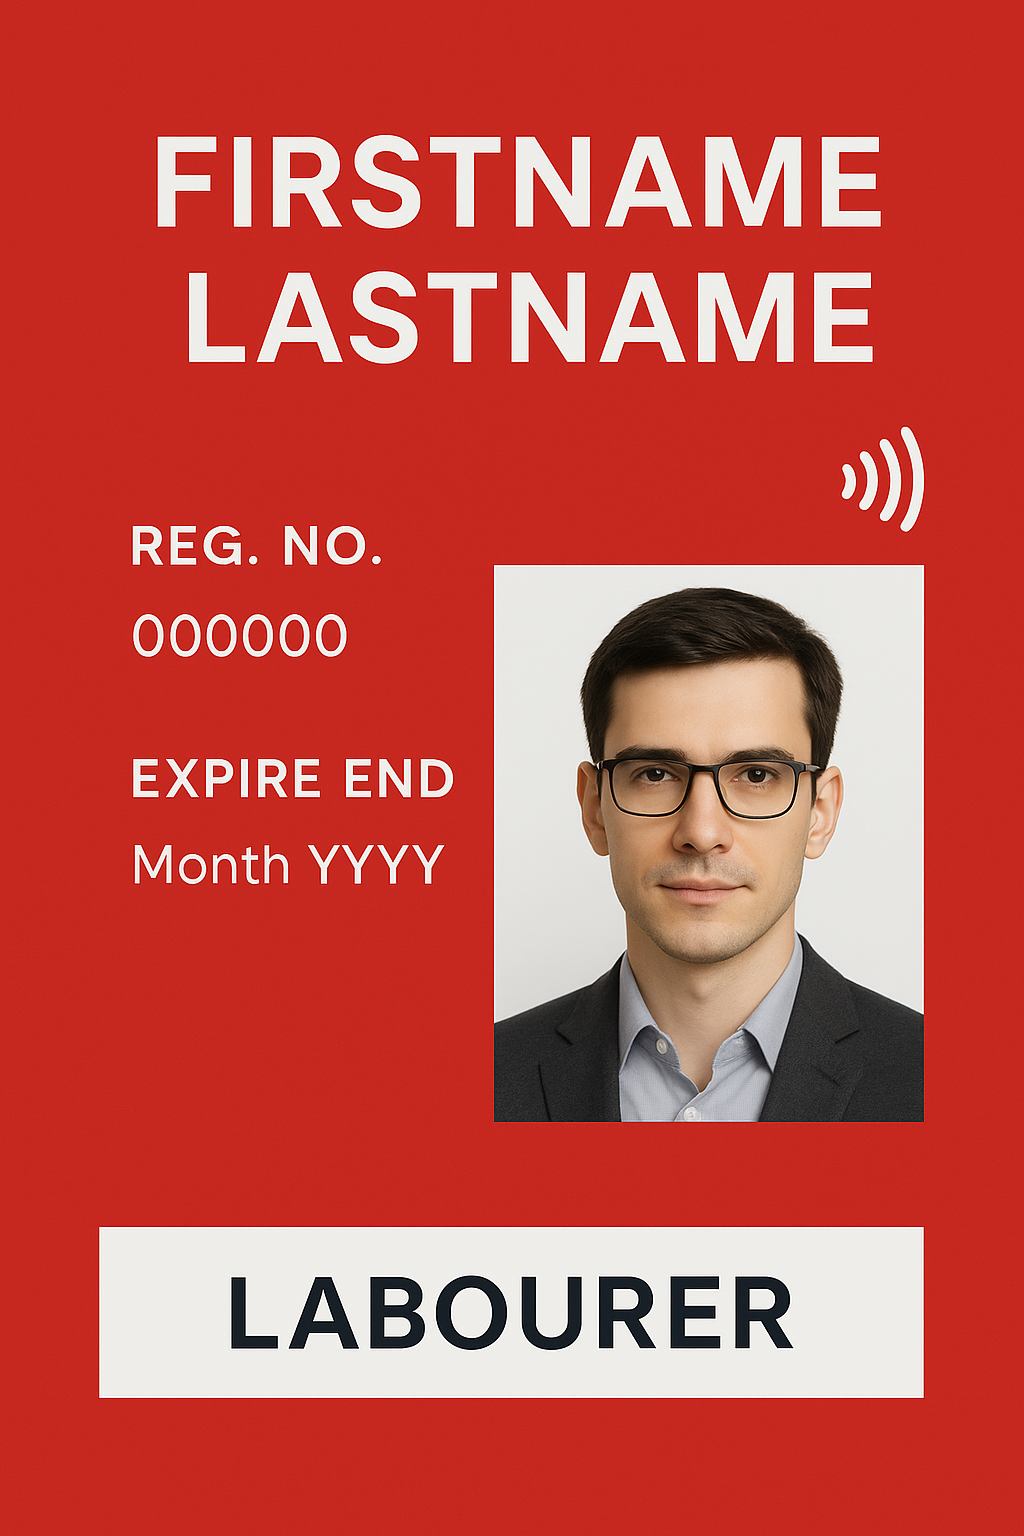 FIRSTNAME
LASTNAME
REG. NO.
000000
EXPIRE END
Month YYYY
LABOURER